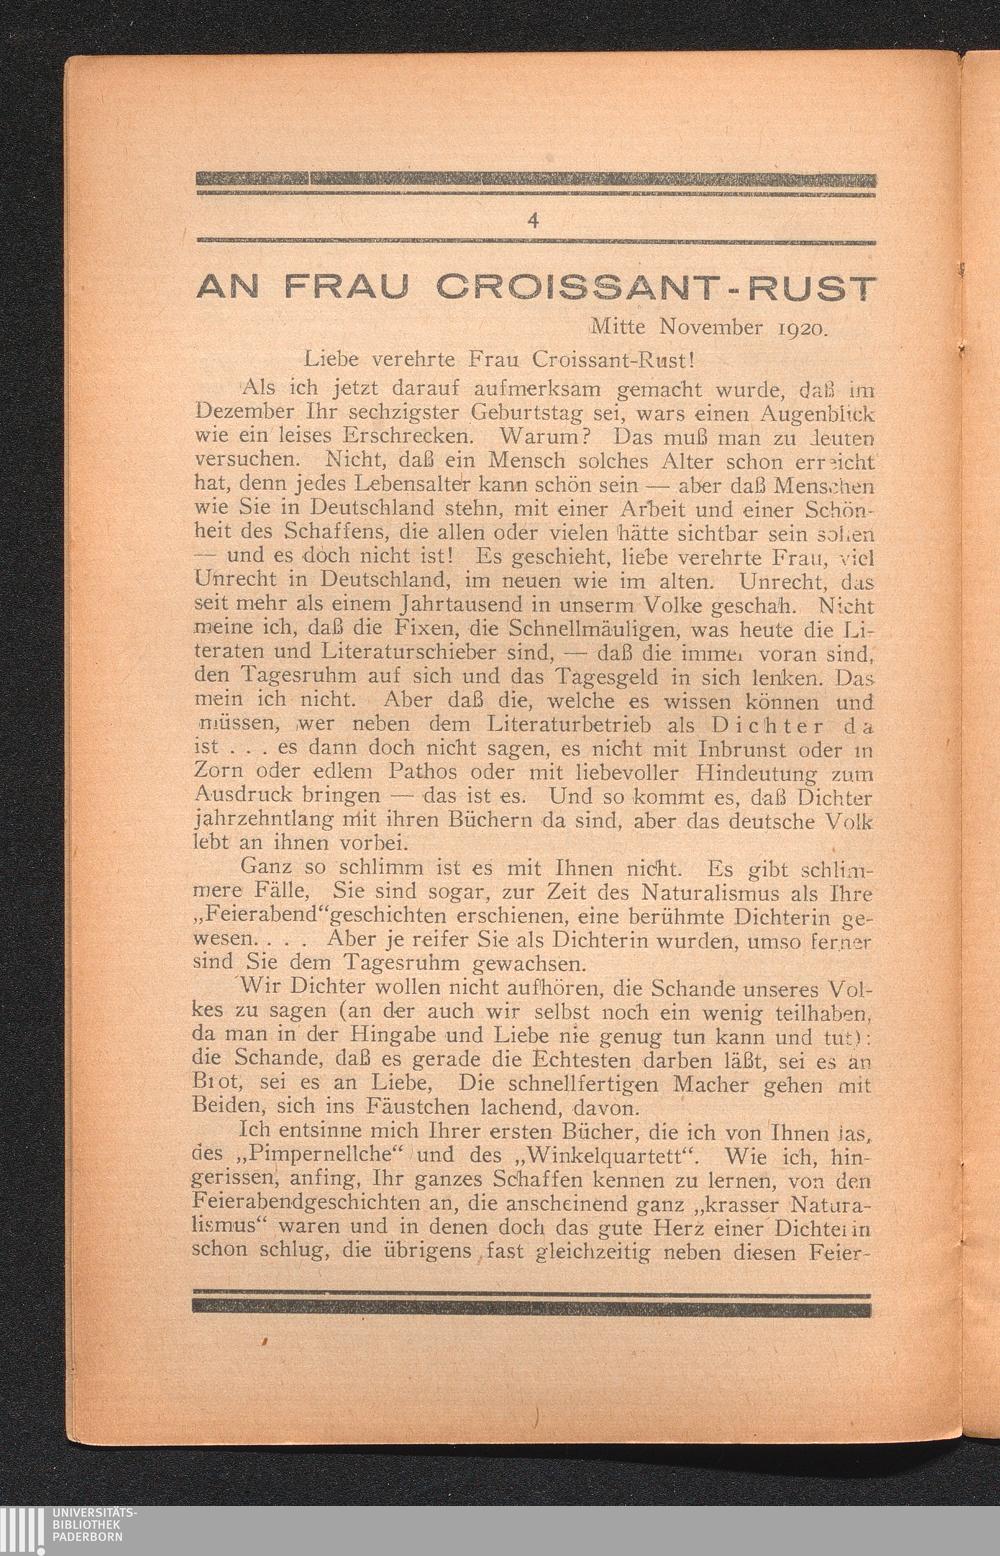 4
AN FRAU CROISSANT-RUST
Mitte November 1920.
Liebe verehrte Frau Croissant-Rust!
Als ich jetzt darauf aufmerksam gemacht wurde, daß im
Dezember Ihr sechzigster Geburtstag sei, wars einen Augenblick
wie ein leises Erschrecken. Warum? Das muß man zu deuten
versuchen. Nicht, daß ein Mensch solches Alter schon erreicht
hat, denn jedes Lebensalter kann schön sein — aber daß Menschen
wie Sie in Deutschland stehn, mit einer Arbeit und einer Schön-
heit des Schaffens, die allen oder vielen hätte sichtbar sein sollen
— und es doch nicht ist! Es geschieht, liebe verehrte Frau, viel
Unrecht in Deutschland, im neuen wie im alten. Unrecht, das
seit mehr als einem Jahrtausend in unserm Volke geschah. Nicht
meine ich, daß die Fixen, die Schnellmäuligen, was heute die Li-
teraten und Literaturschieber sind, — daß die immer voran sind,
den Tagesruhm auf sich und das Tagesgeld in sich lenken. Das
mein ich nicht. Aber daß die, welche es wissen können und
müssen, wer neben dem Literaturbetrieb als Dichter da
ist . . . es dann doch nicht sagen, es nicht mit Inbrunst oder in
Zorn oder edlem Pathos oder mit liebevoller Hindeutung zum
Ausdruck bringen — das ist es. Und so kommt es, daß Dichter
jahrzehntlang mit ihren Büchern da sind, aber das deutsche Volk
lebt an ihnen vorbei.
Ganz so schlimm ist es mit Ihnen nicht. Es gibt schlim-
mere Fälle, Sie sind sogar, zur Zeit des Naturalismus als Ihre
„Feierabend“geschichten erschienen, eine berühmte Dichterin ge-
wesen. . . . Aber je reifer Sie als Dichterin wurden, umso ferner
sind Sie dem Tagesruhm gewachsen.
Wir Dichter wollen nicht aufhören, die Schande unseres Vol-
kes zu sagen (an der auch wir selbst noch ein wenig teilhaben,
da man in der Hingabe und Liebe nie genug tun kann und tut):
die Schande, daß es gerade die Echtesten darben läßt, sei es an
Brot, sei es an Liebe, Die schnellfertigen Macher gehen mit
Beiden, sich ins Fäustchen lachend, davon.
Ich entsinne mich Ihrer ersten Bücher, die ich von Ihnen las,
des „Pimpernellche“ und des „Winkelquartett“. Wie ich, hin-
gerissen, anfing, Ihr ganzes Schaffen kennen zu lernen, von den
Feierabendgeschichten an, die anscheinend ganz „krasser Natura-
lismus“ waren und in denen doch das gute Herz einer Dichterin
schon schlug, die übrigens fast gleichzeitig neben diesen Feier-
UNIVERSITÄTS-
BIBLIOTHEK
PADERBORN